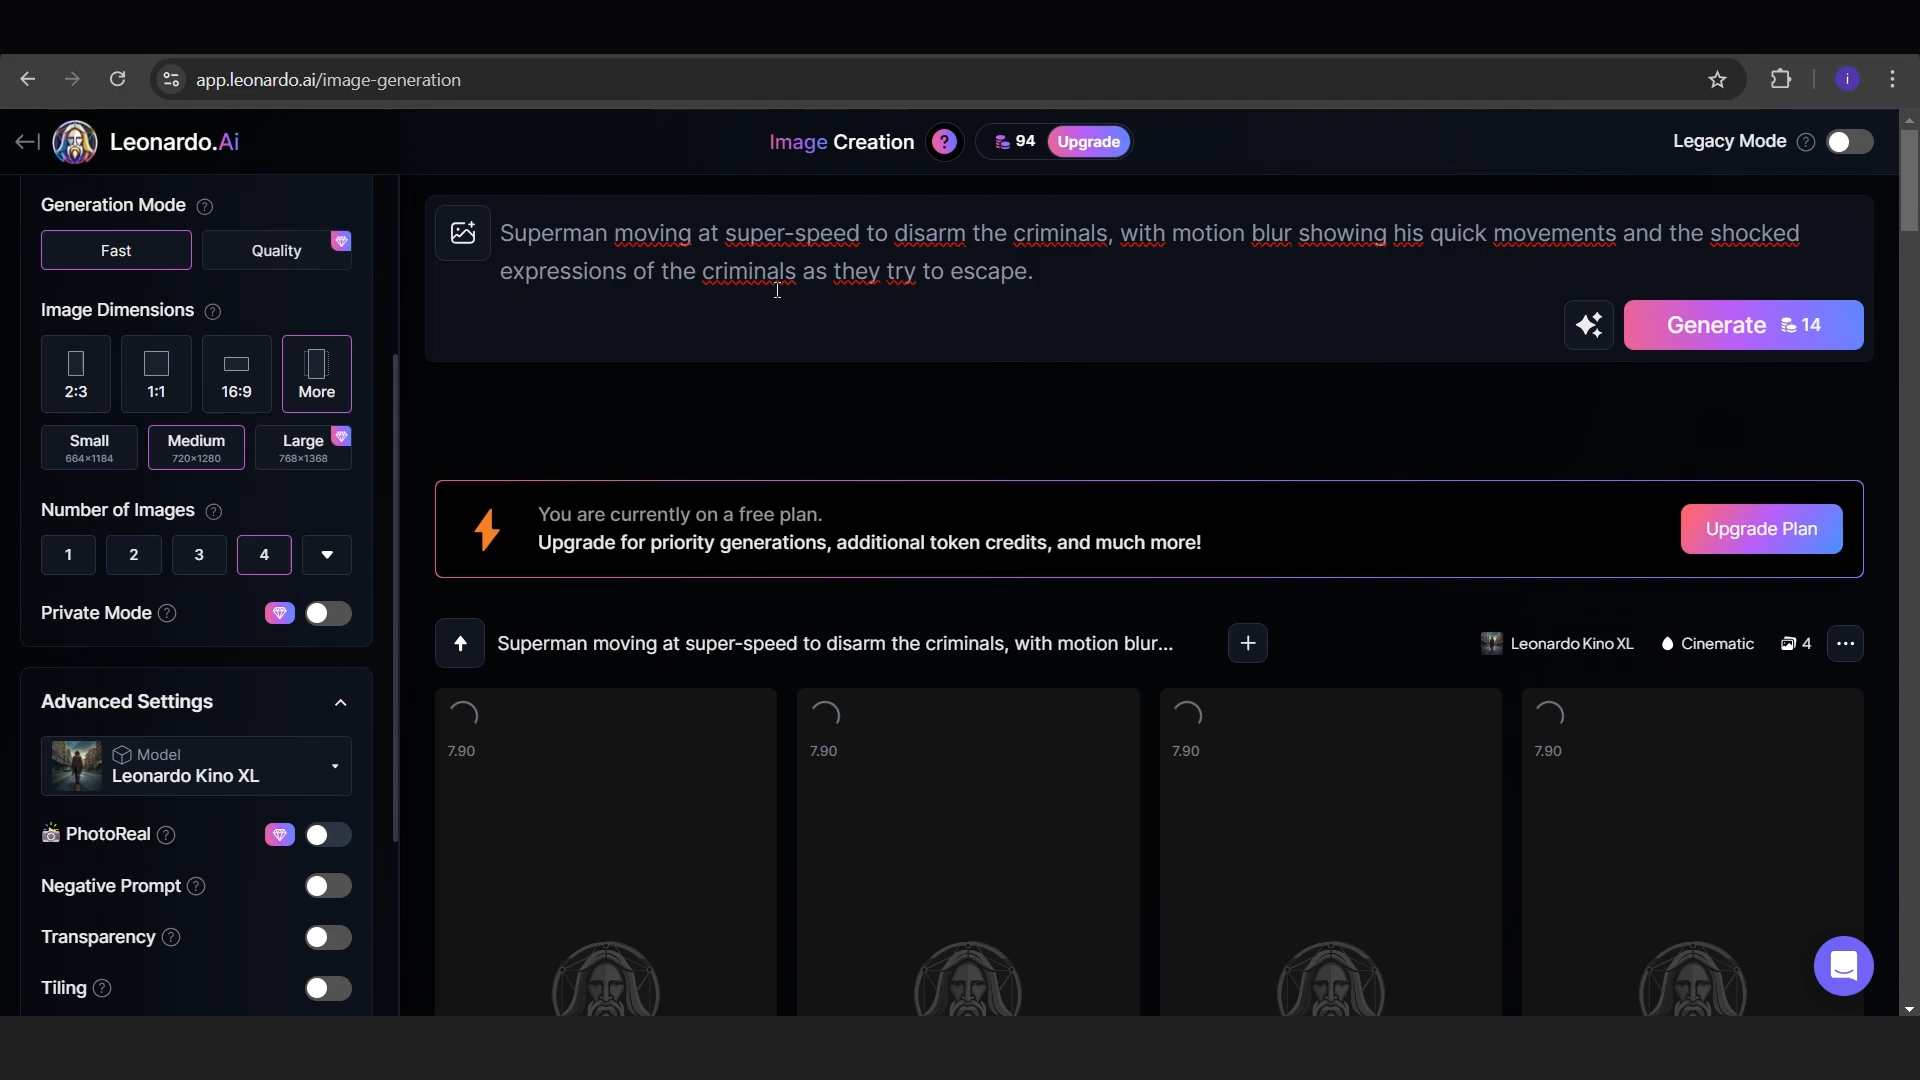 app.leonardo.ai/image-generation
i
Leonardo.Ai
Image Creation ?
94 Upgrade
Legacy Mode ?
Generation Mode ?
Fast
Quality
Image Dimensions ?
2:3
1:1
16:9
More
Small
664×1184
Medium
720×1280
Large
768×1368
Number of Images ?
1
2
3
4
Private Mode ?
Advanced Settings
Model
Leonardo Kino XL
PhotoReal ?
Negative Prompt ?
Transparency ?
Tiling ?
Superman moving at super-speed to disarm the criminals, with motion blur showing his quick movements and the shocked
expressions of the criminals as they try to escape.
Generate 14
You are currently on a free plan.
Upgrade for priority generations, additional token credits, and much more!
Upgrade Plan
Superman moving at super-speed to disarm the criminals, with motion blur...
Leonardo Kino XL
Cinematic
4
7.90
7.90
7.90
7.90